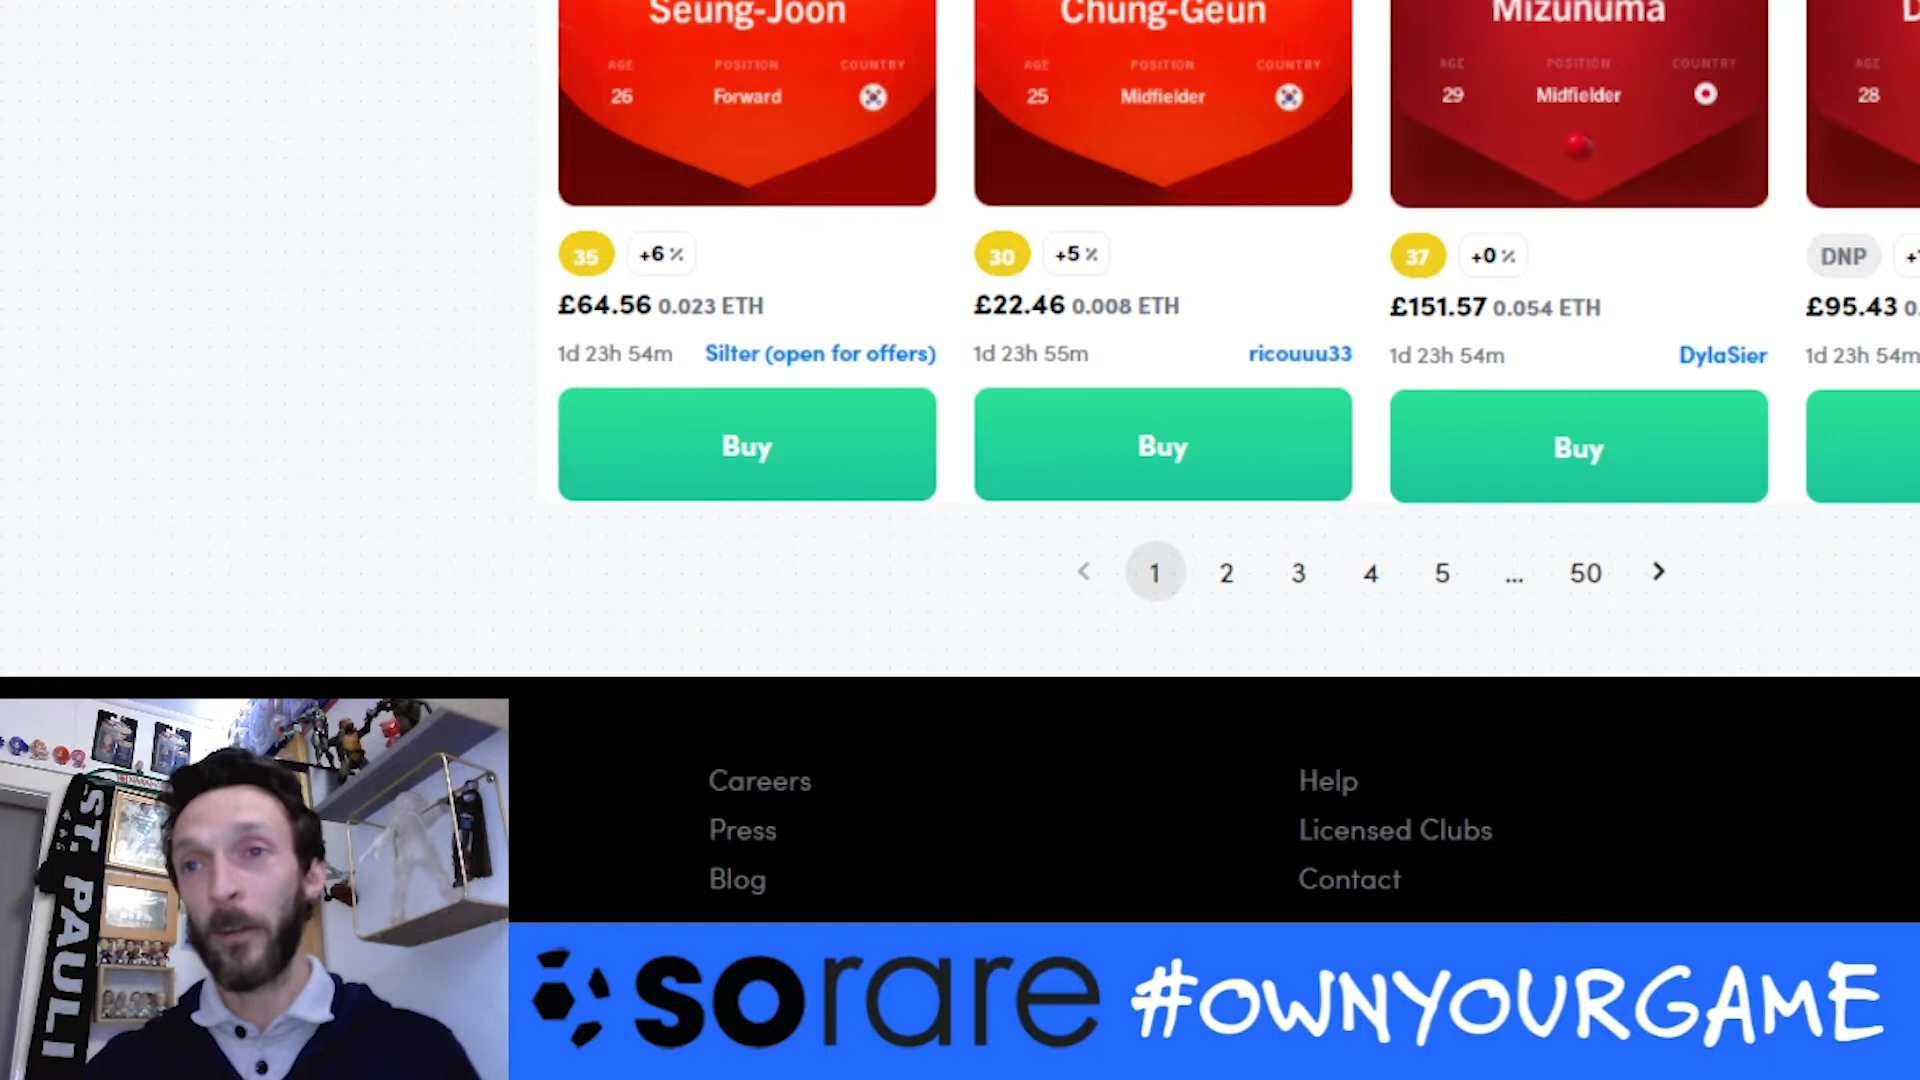 Seung-Joon
Chung-Geun
Mizunuma
AGE POSITION COUNTRY
26 Forward
AGE POSITION COUNTRY
25 Midfielder
AGE POSITION COUNTRY
29 Midfielder
AGE
28
35 +6 %
30 +5 %
37 +0 %
DNP
£64.56 0.023 ETH
£22.46 0.008 ETH
£151.57 0.054 ETH
£95.43 0.
1d 23h 54m Silter (open for offers)
1d 23h 55m ricouuu33
1d 23h 54m DylaSier
1d 23h 54m
Buy
Buy
Buy
1 2 3 4 5 ... 50
Careers
Press
Blog
Help
Licensed Clubs
Contact
ST. PAULI
sorare #OWNYOURGAME